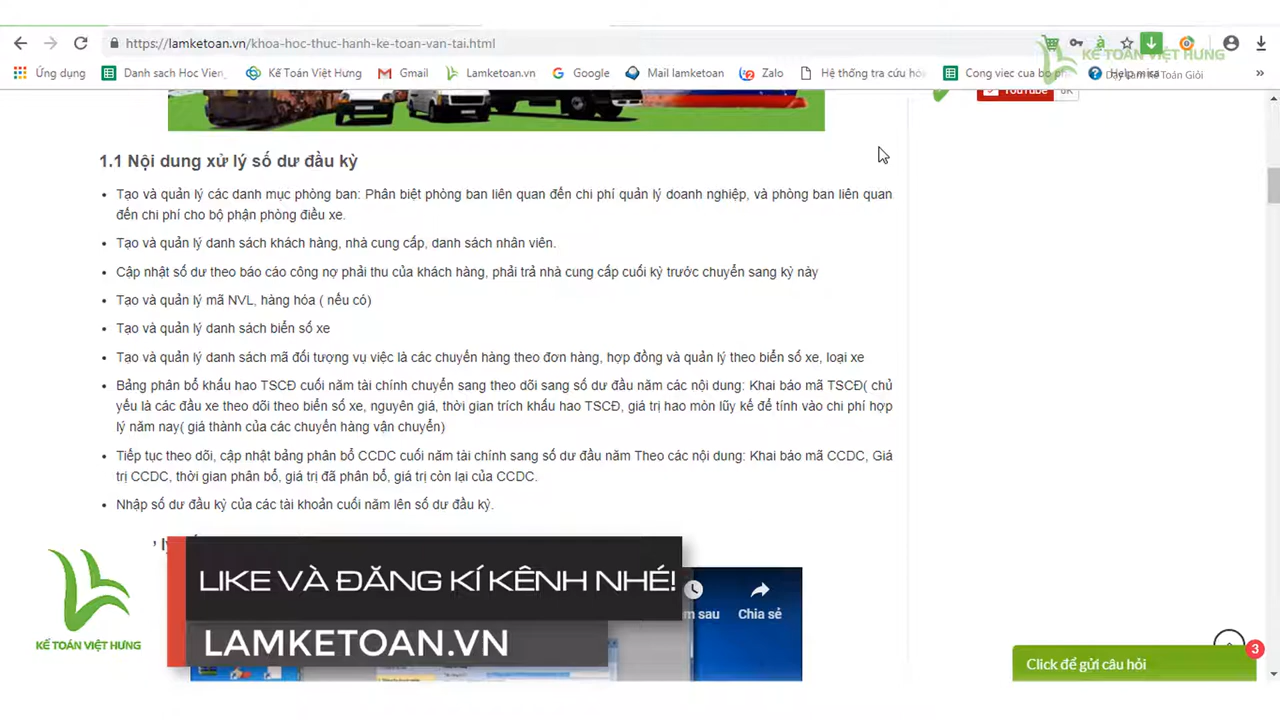 https://lamketoan.vn/khoa-hoc-thuc-hanh-ke-toan-van-tai.html
KẾ TOÁN VIỆT HƯNG
Dạy Làm Kế Toán Giỏi
Ứng dụng Danh sach Hoc Vien Kế Toán Việt Hưng Gmail Lamketoan.vn Google Mail lamketoan Zalo Hệ thống tra cứu hó Cong viec cua bo ph Help misa »
YouTube 6K
1.1 Nội dung xử lý số dư đầu kỳ
• Tạo và quản lý các danh mục phòng ban: Phân biệt phòng ban liên quan đến chi phí quản lý doanh nghiệp, và phòng ban liên quan
đến chi phí cho bộ phận phòng điều xe.
• Tạo và quản lý danh sách khách hàng, nhà cung cấp, danh sách nhân viên.
• Cập nhật số dư theo báo cáo công nợ phải thu của khách hàng, phải trả nhà cung cấp cuối kỳ trước chuyển sang kỳ này
• Tạo và quản lý mã NVL, hàng hóa ( nếu có)
• Tạo và quản lý danh sách biển số xe
• Tạo và quản lý danh sách mã đối tượng vụ việc là các chuyến hàng theo đơn hàng, hợp đồng và quản lý theo biển số xe, loại xe
• Bảng phân bổ khấu hao TSCĐ cuối năm tài chính chuyển sang theo dõi sang số dư đầu năm các nội dung: Khai báo mã TSCĐ( chủ
yếu là các đầu xe theo dõi theo biển số xe, nguyên giá, thời gian trích khấu hao TSCĐ, giá trị hao mòn lũy kế để tính vào chi phí hợp
lý năm nay( giá thành của các chuyến hàng vận chuyển)
• Tiếp tục theo dõi, cập nhật bảng phân bổ CCDC cuối năm tài chính sang số dư đầu năm Theo các nội dung: Khai báo mã CCDC, Giá
trị CCDC, thời gian phân bổ, giá trị đã phân bổ, giá trị còn lại của CCDC.
• Nhập số dư đầu kỳ của các tài khoản cuối năm lên số dư đầu kỳ.
LIKE VÀ ĐĂNG KÍ KÊNH NHÉ!
m sau Chia sẻ
KẾ TOÁN VIỆT HƯNG
LAMKETOAN.VN
Click để gửi câu hỏi
3